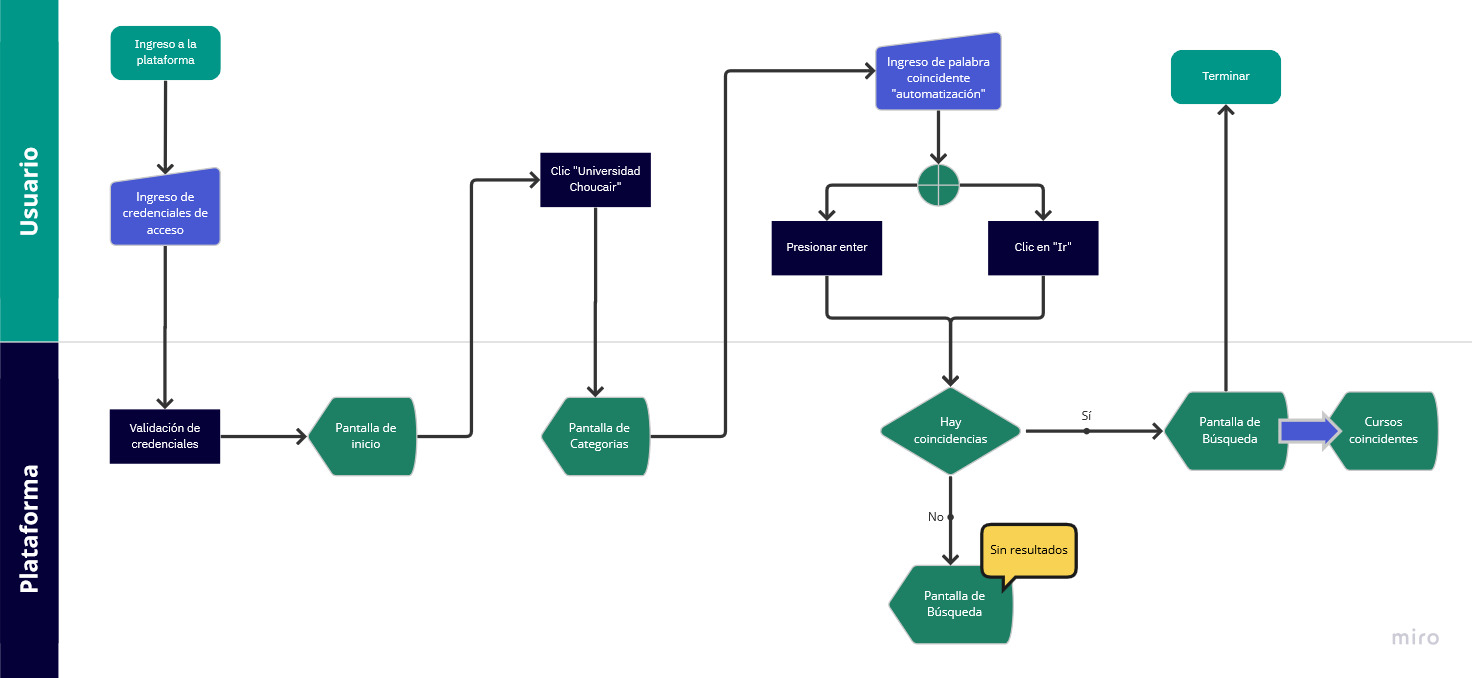 Usuario
Ingreso a la
plataforma
Ingreso de
credenciales de
acceso
Clic "Universidad
Choucair"
Ingreso de palabra
coincidente
"automatización"
Presionar enter
Clic en "Ir"
Terminar
Plataforma
Validación de
credenciales
Pantalla de
inicio
Pantalla de
Categorias
Hay
coincidencias
Sí
Pantalla de
Búsqueda
Cursos
coincidentes
No
Sin resultados
Pantalla de
Búsqueda
miro